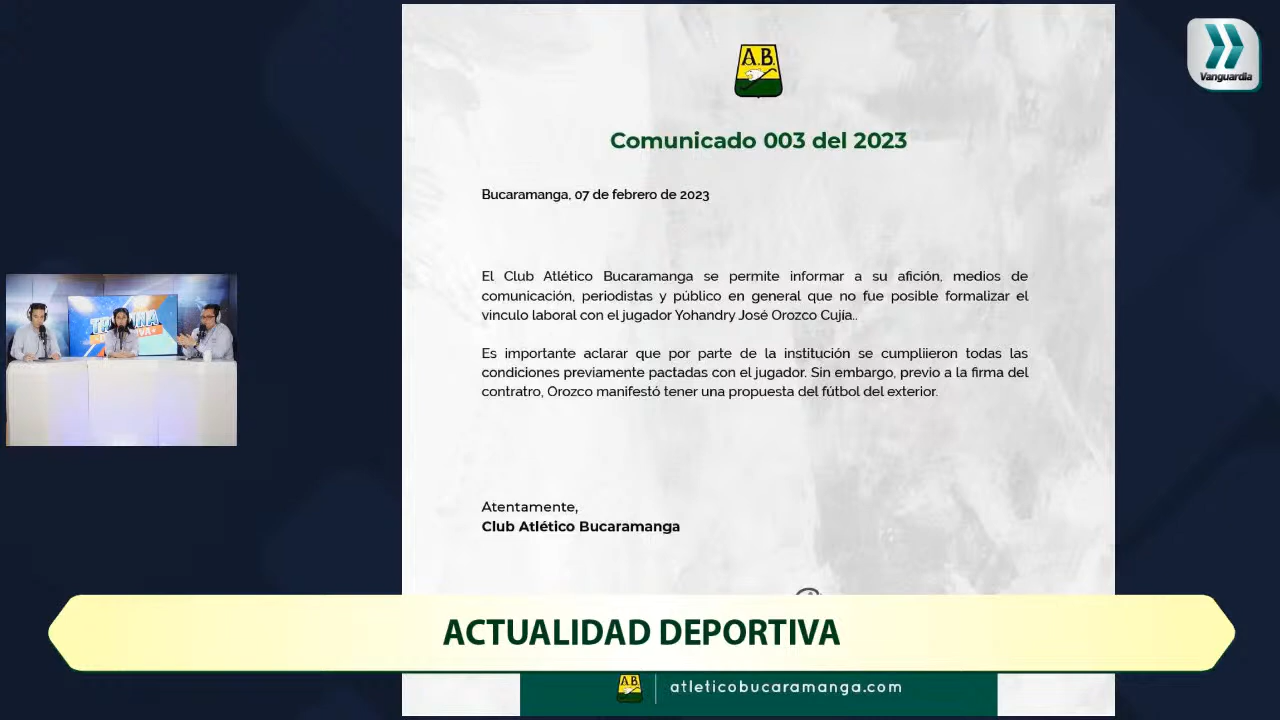 A.B.
Vanguardia
Comunicado 003 del 2023
Bucaramanga, 07 de febrero de 2023
El Club Atlético Bucaramanga se permite informar a su afición, medios de
comunicación, periodistas y público en general que no fue posible formalizar el
vinculo laboral con el jugador Yohandry José Orozco Cujía..
Es importante aclarar que por parte de la institución se cumpliieron todas las
condiciones previamente pactadas con el jugador. Sin embargo, previo a la firma del
contratro, Orozco manifestó tener una propuesta del fútbol del exterior.
Atentamente,
Club Atlético Bucaramanga
ACTUALIDAD DEPORTIVA
A.B.
atleticobucaramanga.com